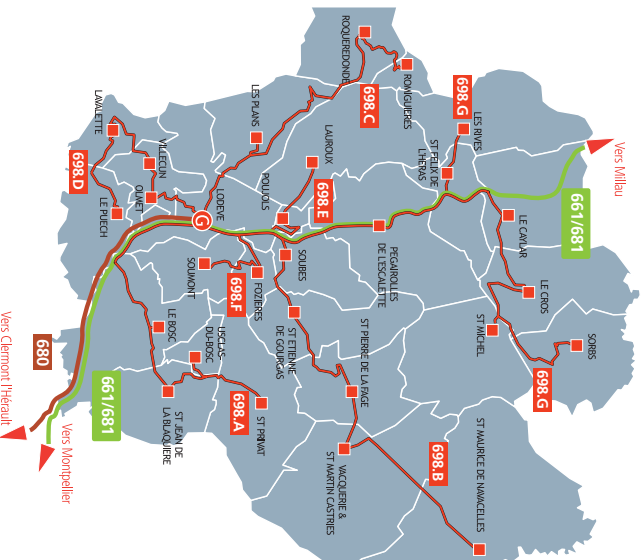 ROQUEREDONDE
698.C
ROMIGUIERES
698.G
LES RIVES
ST FELIX DE
L'HERAS
Vers Millau
661/681
LE CAYLAR
LE CROS
ST MICHEL
SORBS
698.G
LES PLANS
LAUROUX
698.E
POUJOLS
PEGAIROLLES
DE L'ESCALETTE
LAVALETTE
VILLECUN
698.D
OLMET
LE PUECH
LODEVE
G
SOUBES
FOZIERES
SOUMONT
698.F
ST ETIENNE
DE GOURGAS
ST PIERRE DE LA FAGE
LE BOSC
USCLAS-
DU-BOSC
698.A
ST PRIVAT
ST JEAN DE
LA BLAQUIERE
VACQUERIE &
ST MARTIN CASTRIES
698.B
ST MAURICE DE NAVACELLES
680
661/681
Vers Clermont l'Hérault
Vers Montpellier